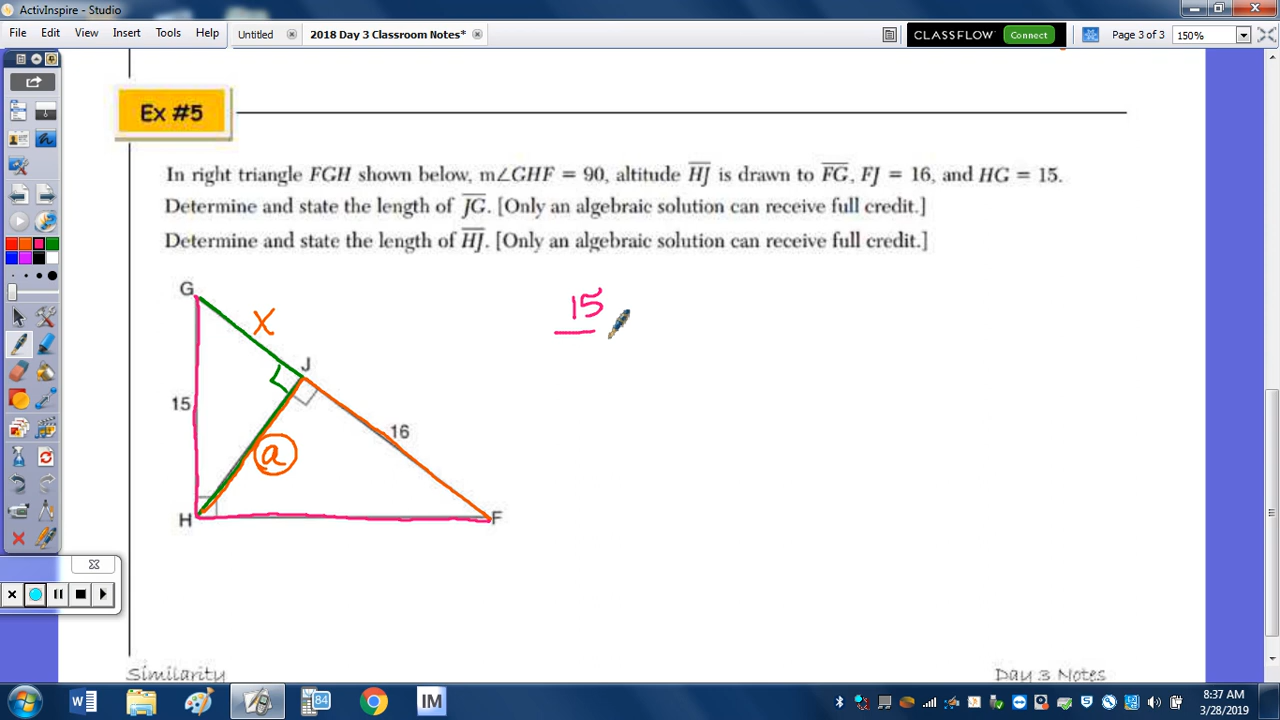 ActivInspire - Studio
File Edit View Insert Tools Help Untitled 2018 Day 3 Classroom Notes* CLASSFLOW Connect Page 3 of 3 150%
Ex #5
In right triangle FGH shown below, m∠GHF = 90, altitude HJ is drawn to FG, FJ = 16, and HG = 15.
Determine and state the length of JG. [Only an algebraic solution can receive full credit.]
Determine and state the length of HJ. [Only an algebraic solution can receive full credit.]
G
X
15
J
15
16
a
H
F
Similarity Day 3 Notes
W 84 IM
8:37 AM
3/28/2019